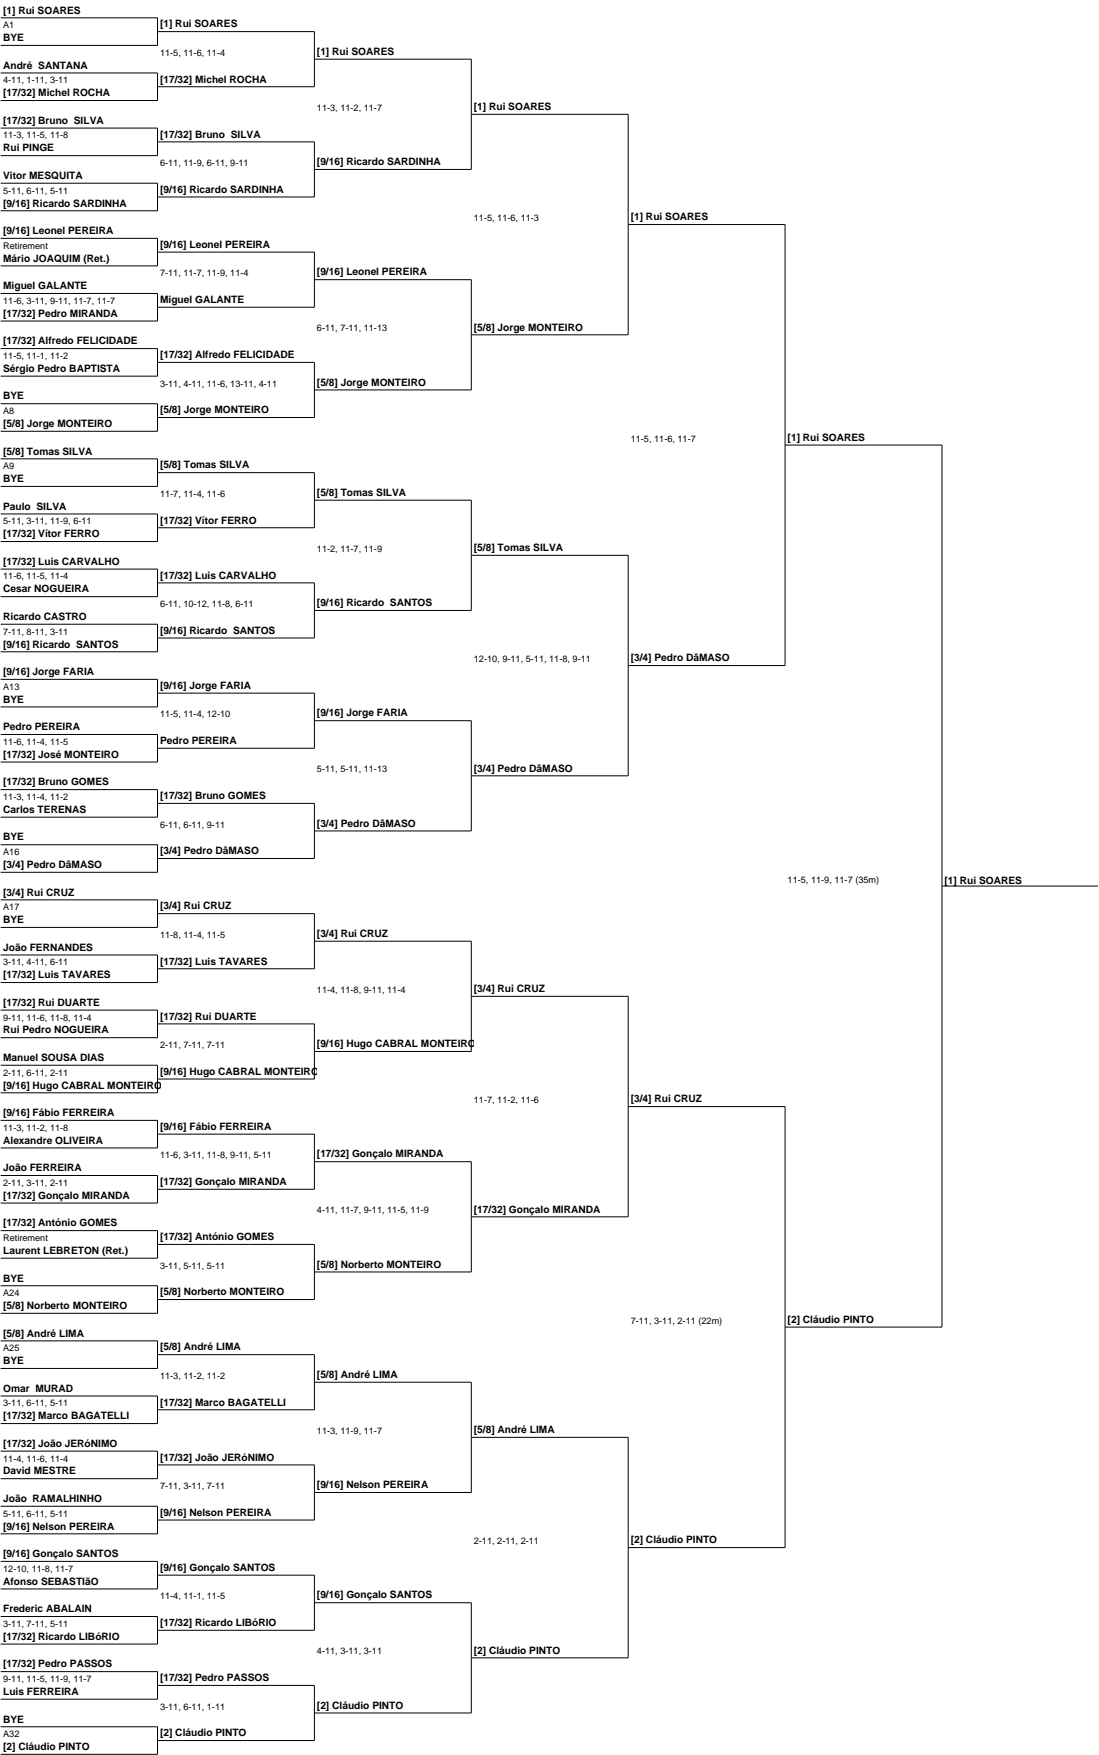 [1] Rui SOARES
A1
BYE
[1] Rui SOARES
11-5, 11-6, 11-4
[1] Rui SOARES
André  SANTANA
4-11, 1-11, 3-11
[17/32] Michel ROCHA
[17/32] Michel ROCHA
11-3, 11-2, 11-7
[1] Rui SOARES
[17/32] Bruno  SILVA
11-3, 11-5, 11-8
Rui PINGE
[17/32] Bruno  SILVA
6-11, 11-9, 6-11, 9-11
[9/16] Ricardo SARDINHA
Vitor MESQUITA
5-11, 6-11, 5-11
[9/16] Ricardo SARDINHA
[9/16] Ricardo SARDINHA
11-5, 11-6, 11-3
[1] Rui SOARES
[9/16] Leonel PEREIRA
Retirement
Mário JOAQUIM (Ret.)
[9/16] Leonel PEREIRA
7-11, 11-7, 11-9, 11-4
[9/16] Leonel PEREIRA
Miguel GALANTE
11-6, 3-11, 9-11, 11-7, 11-7
[17/32] Pedro MIRANDA
Miguel GALANTE
6-11, 7-11, 11-13
[5/8] Jorge MONTEIRO
[17/32] Alfredo FELICIDADE
11-5, 11-1, 11-2
Sérgio Pedro BAPTISTA
[17/32] Alfredo FELICIDADE
3-11, 4-11, 11-6, 13-11, 4-11
[5/8] Jorge MONTEIRO
BYE
A8
[5/8] Jorge MONTEIRO
[5/8] Jorge MONTEIRO
11-5, 11-6, 11-7
[1] Rui SOARES
[5/8] Tomas SILVA
A9
BYE
[5/8] Tomas SILVA
11-7, 11-4, 11-6
[5/8] Tomas SILVA
Paulo  SILVA
5-11, 3-11, 11-9, 6-11
[17/32] Vítor FERRO
[17/32] Vítor FERRO
11-2, 11-7, 11-9
[5/8] Tomas SILVA
[17/32] Luis CARVALHO
11-6, 11-5, 11-4
Cesar NOGUEIRA
[17/32] Luis CARVALHO
6-11, 10-12, 11-8, 6-11
[9/16] Ricardo  SANTOS
Ricardo CASTRO
7-11, 8-11, 3-11
[9/16] Ricardo  SANTOS
[9/16] Ricardo  SANTOS
12-10, 9-11, 5-11, 11-8, 9-11
[3/4] Pedro DâMASO
[9/16] Jorge FARIA
A13
BYE
[9/16] Jorge FARIA
11-5, 11-4, 12-10
[9/16] Jorge FARIA
Pedro PEREIRA
11-6, 11-4, 11-5
[17/32] José MONTEIRO
Pedro PEREIRA
5-11, 5-11, 11-13
[3/4] Pedro DâMASO
[17/32] Bruno GOMES
11-3, 11-4, 11-2
Carlos TERENAS
[17/32] Bruno GOMES
6-11, 6-11, 9-11
[3/4] Pedro DâMASO
BYE
A16
[3/4] Pedro DâMASO
[3/4] Pedro DâMASO
11-5, 11-9, 11-7 (35m)
[1] Rui SOARES
[3/4] Rui CRUZ
A17
BYE
[3/4] Rui CRUZ
11-8, 11-4, 11-5
[3/4] Rui CRUZ
João FERNANDES
3-11, 4-11, 6-11
[17/32] Luis TAVARES
[17/32] Luis TAVARES
11-4, 11-8, 9-11, 11-4
[3/4] Rui CRUZ
[17/32] Rui DUARTE
9-11, 11-6, 11-8, 11-4
Rui Pedro NOGUEIRA
[17/32] Rui DUARTE
2-11, 7-11, 7-11
[9/16] Hugo CABRAL MONTEIRO
Manuel SOUSA DIAS
2-11, 6-11, 2-11
[9/16] Hugo CABRAL MONTEIRO
[9/16] Hugo CABRAL MONTEIRO
11-7, 11-2, 11-6
[3/4] Rui CRUZ
[9/16] Fábio FERREIRA
11-3, 11-2, 11-8
Alexandre OLIVEIRA
[9/16] Fábio FERREIRA
11-6, 3-11, 11-8, 9-11, 5-11
[17/32] Gonçalo MIRANDA
João FERREIRA
2-11, 3-11, 2-11
[17/32] Gonçalo MIRANDA
[17/32] Gonçalo MIRANDA
4-11, 11-7, 9-11, 11-5, 11-9
[17/32] Gonçalo MIRANDA
[17/32] António GOMES
Retirement
Laurent LEBRETON (Ret.)
[17/32] António GOMES
3-11, 5-11, 5-11
[5/8] Norberto MONTEIRO
BYE
A24
[5/8] Norberto MONTEIRO
[5/8] Norberto MONTEIRO
7-11, 3-11, 2-11 (22m)
[2] Cláudio PINTO
[5/8] André LIMA
A25
BYE
[5/8] André LIMA
11-3, 11-2, 11-2
[5/8] André LIMA
Omar  MURAD
3-11, 6-11, 5-11
[17/32] Marco BAGATELLI
[17/32] Marco BAGATELLI
11-3, 11-9, 11-7
[5/8] André LIMA
[17/32] João JERóNIMO
11-4, 11-6, 11-4
David MESTRE
[17/32] João JERóNIMO
7-11, 3-11, 7-11
[9/16] Nelson PEREIRA
João  RAMALHINHO
5-11, 6-11, 5-11
[9/16] Nelson PEREIRA
[9/16] Nelson PEREIRA
2-11, 2-11, 2-11
[2] Cláudio PINTO
[9/16] Gonçalo SANTOS
12-10, 11-8, 11-7
Afonso SEBASTIãO
[9/16] Gonçalo SANTOS
11-4, 11-1, 11-5
[9/16] Gonçalo SANTOS
Frederic ABALAIN
3-11, 7-11, 5-11
[17/32] Ricardo LIBóRIO
[17/32] Ricardo LIBóRIO
4-11, 3-11, 3-11
[2] Cláudio PINTO
[17/32] Pedro PASSOS
9-11, 11-5, 11-9, 11-7
Luis FERREIRA
[17/32] Pedro PASSOS
3-11, 6-11, 1-11
[2] Cláudio PINTO
BYE
A32
[2] Cláudio PINTO
[2] Cláudio PINTO